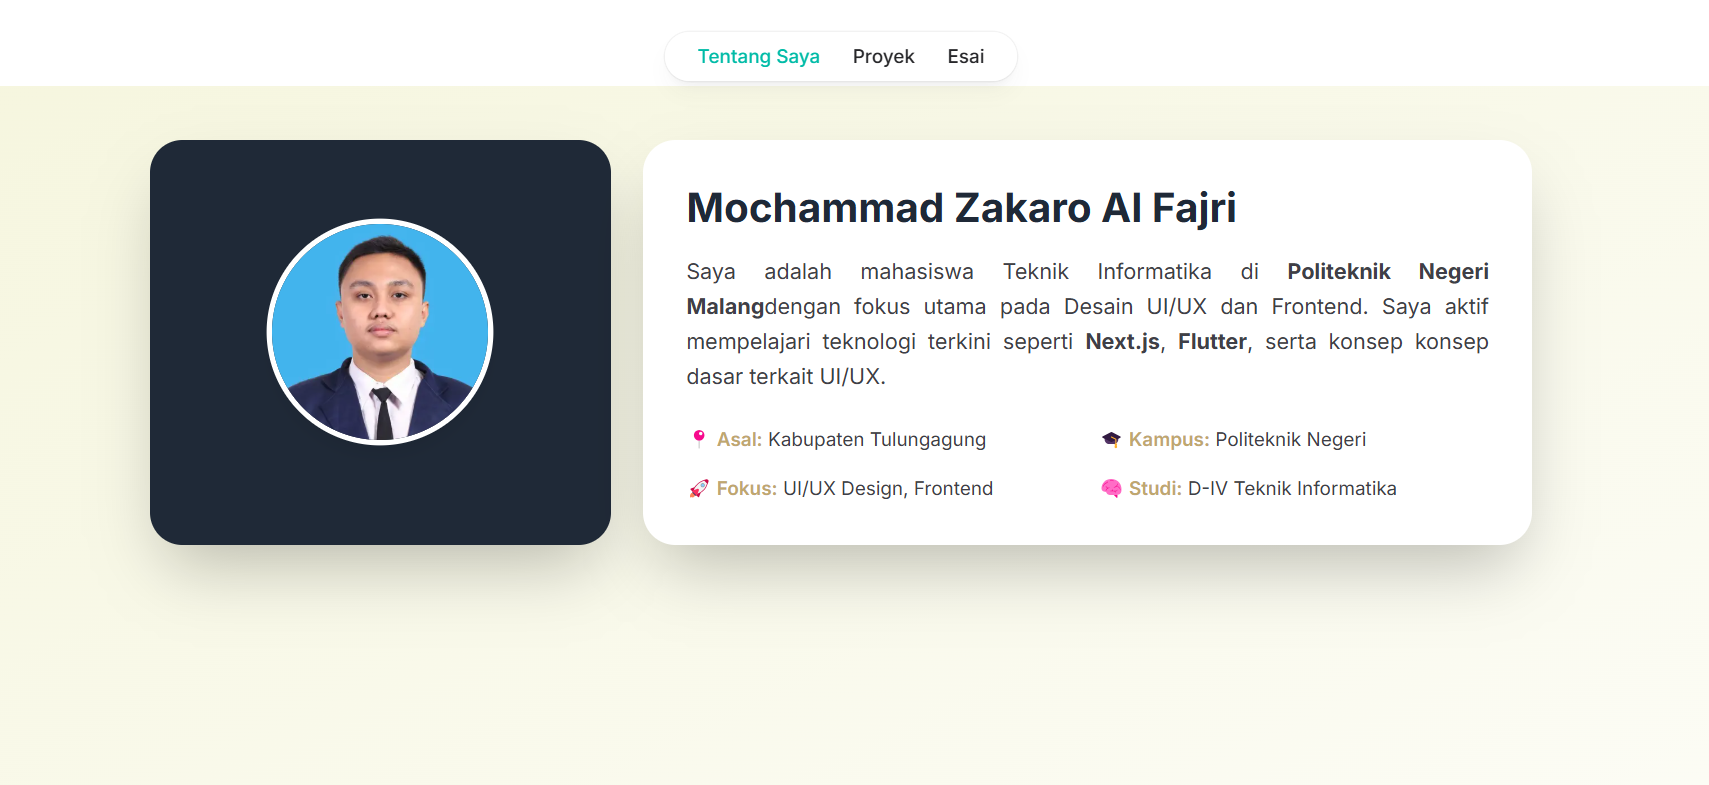 Tentang Saya Proyek Esai
Mochammad Zakaro Al Fajri
Saya adalah mahasiswa Teknik Informatika di Politeknik Negeri
Malangdengan fokus utama pada Desain UI/UX dan Frontend. Saya aktif
mempelajari teknologi terkini seperti Next.js, Flutter, serta konsep konsep
dasar terkait UI/UX.
📍 Asal: Kabupaten Tulungagung
🎓 Kampus: Politeknik Negeri
🚀 Fokus: UI/UX Design, Frontend
🧠 Studi: D-IV Teknik Informatika